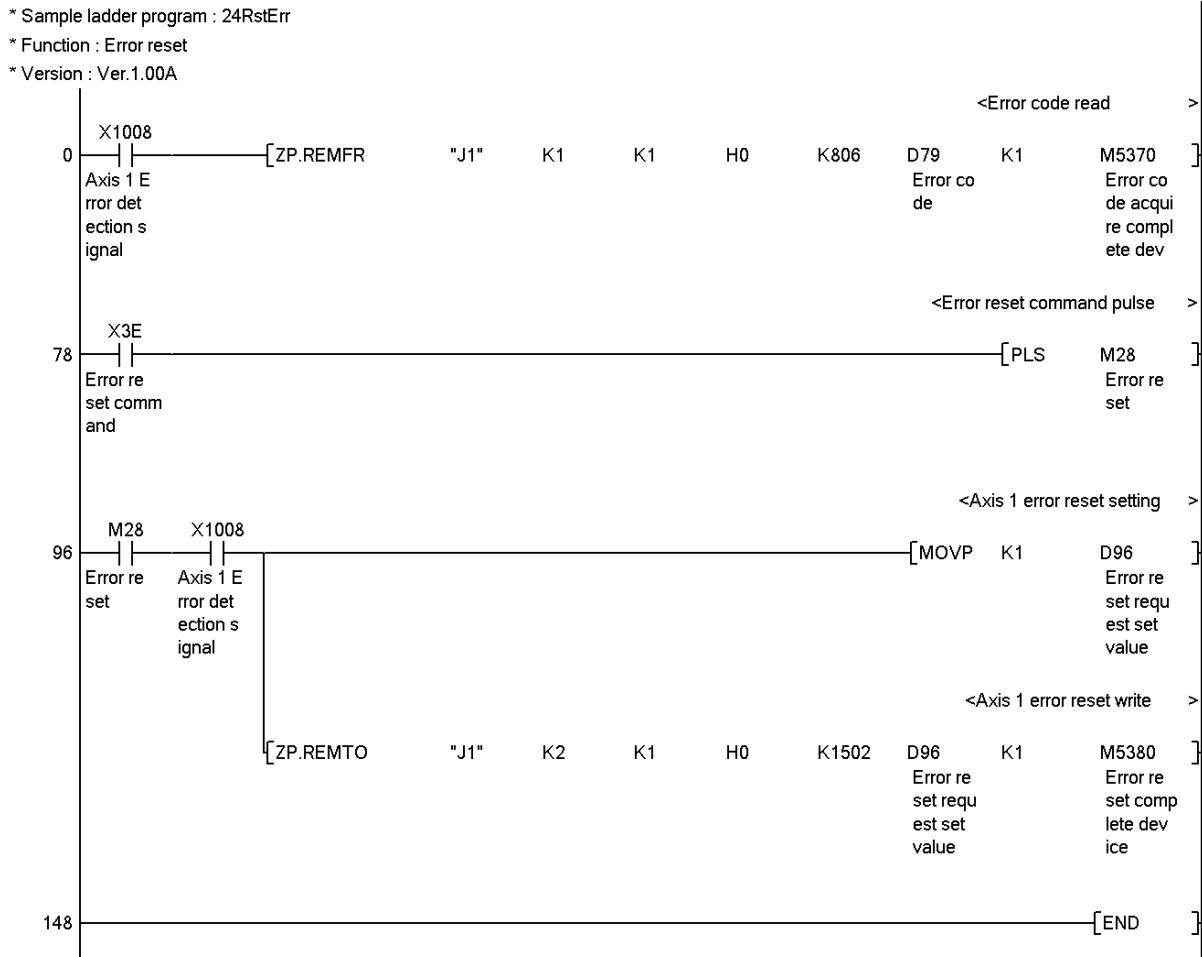 * Sample ladder program : 24RstErr
* Function : Error reset
* Version : Ver.1.00A
<Error code read >
X1008
0 [ZP.REMFR "J1" K1 K1 H0 K806 D79 K1 M5370 ]
Axis 1 E Error co Error co
rror det de de acqui
ection s re compl
ignal ete dev
<Error reset command pulse >
X3E
78 [PLS M28 ]
Error re Error re
set comm set
and
<Axis 1 error reset setting >
M28 X1008
96 [MOVP K1 D96 ]
Error re Axis 1 E Error re
set rror det set requ
ection s est set
ignal value
<Axis 1 error reset write >
[ZP.REMTO "J1" K2 K1 H0 K1502 D96 K1 M5380 ]
Error re Error re
set requ set comp
est set lete dev
value ice
148 [END ]